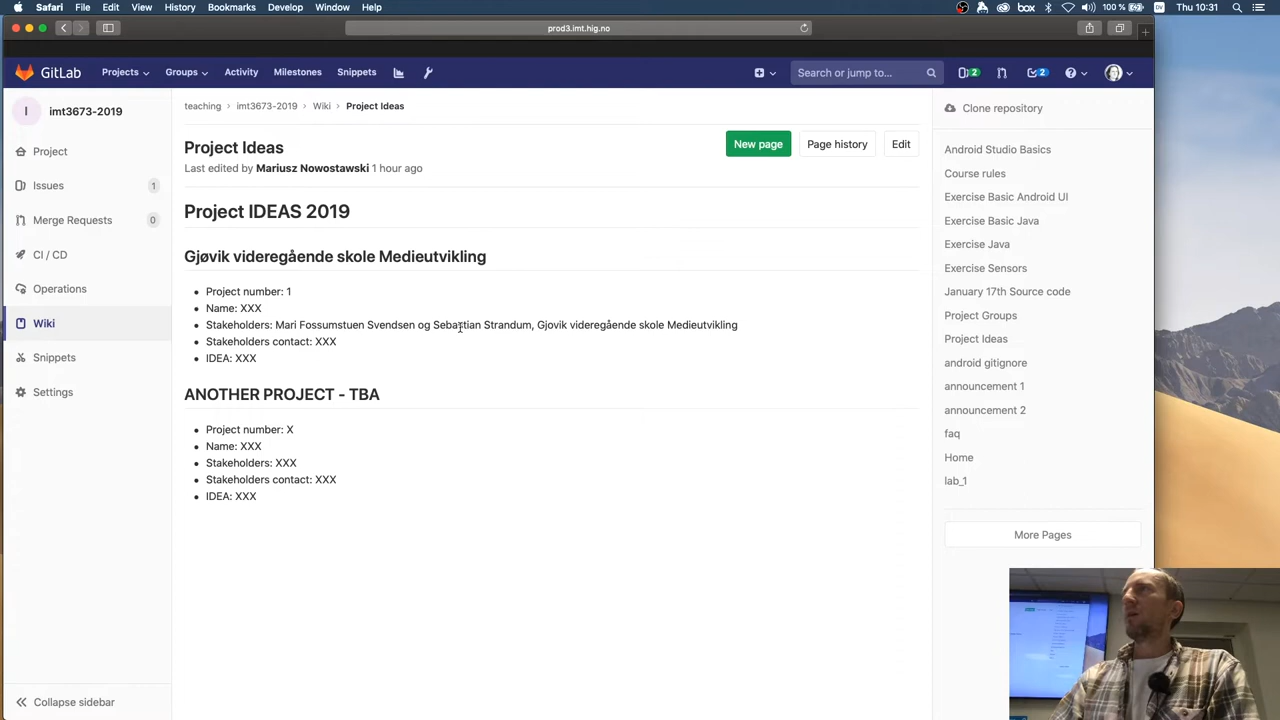 Safari File Edit View History Bookmarks Develop Window Help
box 100 % DV Thu 10:31
prod3.imt.hig.no
GitLab Projects Groups Activity Milestones Snippets
Search or jump to... 2 2
I imt3673-2019
Project
Issues 1
Merge Requests 0
CI / CD
Operations
Wiki
Snippets
Settings
Collapse sidebar
teaching › imt3673-2019 › Wiki › Project Ideas
Project Ideas
Last edited by Mariusz Nowostawski 1 hour ago
New page Page history Edit
Project IDEAS 2019
Gjøvik videregående skole Medieutvikling
• Project number: 1
• Name: XXX
• Stakeholders: Mari Fossumstuen Svendsen og Sebastian Strandum, Gjovik videregående skole Medieutvikling
• Stakeholders contact: XXX
• IDEA: XXX
ANOTHER PROJECT - TBA
• Project number: X
• Name: XXX
• Stakeholders: XXX
• Stakeholders contact: XXX
• IDEA: XXX
Clone repository
Android Studio Basics
Course rules
Exercise Basic Android UI
Exercise Basic Java
Exercise Java
Exercise Sensors
January 17th Source code
Project Groups
Project Ideas
android gitignore
announcement 1
announcement 2
faq
Home
lab_1
More Pages